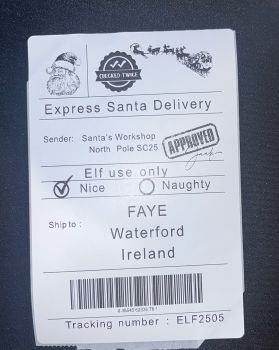 CHECKED TWICE
Express Santa Delivery
Sender: Santa's Workshop
North Pole SC25
APPROVED
Elf use only
Nice Naughty
Ship to :
FAYE
Waterford
Ireland
Tracking number : ELF2505